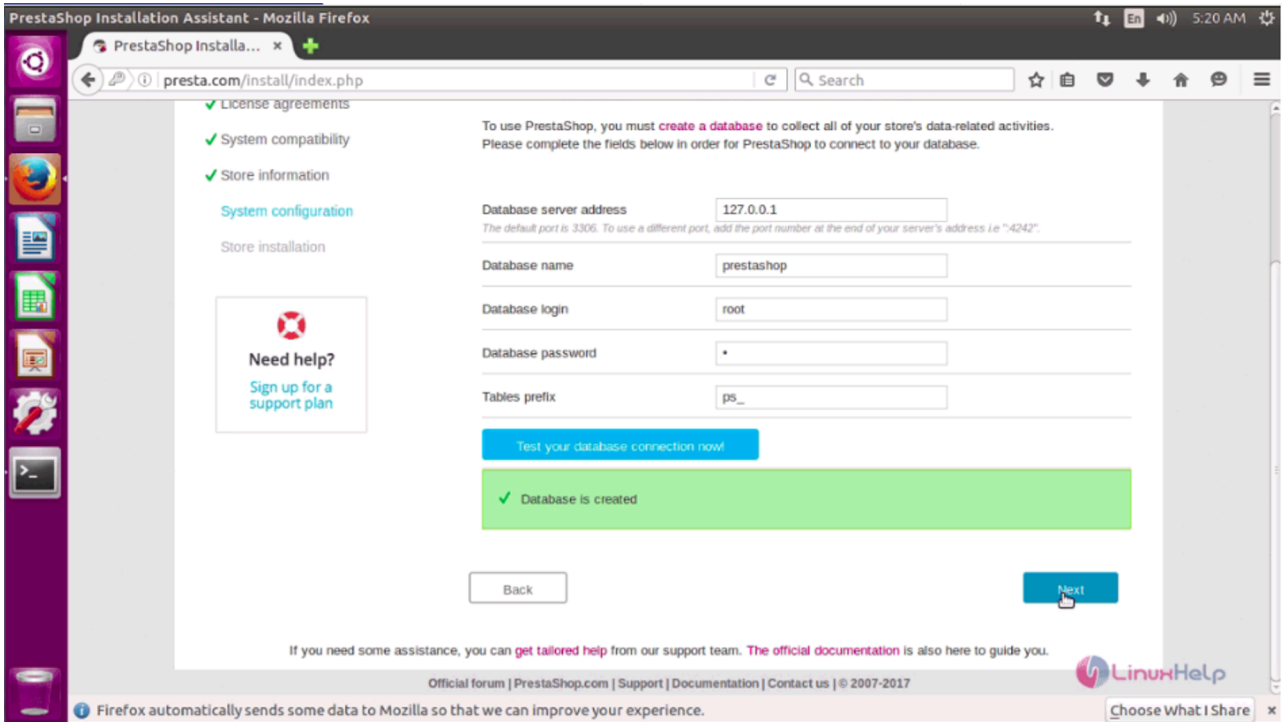 PrestaShop Installation Assistant - Mozilla Firefox
En
5:20 AM
PrestaShop Installa... ×
presta.com/install/index.php
Search
License agreements
System compatibility
Store information
System configuration
Store installation
Need help?
Sign up for a
support plan
To use PrestaShop, you must create a database to collect all of your store's data-related activities.
Please complete the fields below in order for PrestaShop to connect to your database.
Database server address 127.0.0.1
The default port is 3306. To use a different port, add the port number at the end of your server's address i.e ":4242".
Database name prestashop
Database login root
Database password •
Tables prefix ps_
Test your database connection now!
Database is created
Back
Next
If you need some assistance, you can get tailored help from our support team. The official documentation is also here to guide you.
Official forum | PrestaShop.com | Support | Documentation | Contact us | © 2007-2017
LinuxHelp
Firefox automatically sends some data to Mozilla so that we can improve your experience.
Choose What I Share ×